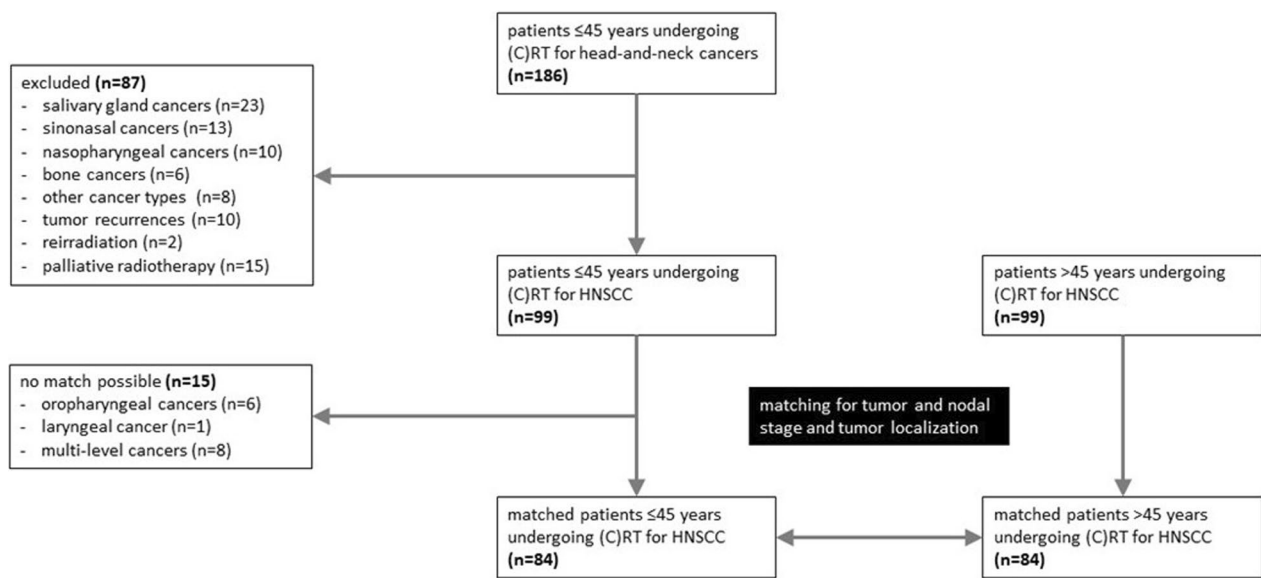 patients ≤45 years undergoing
(C)RT for head-and-neck cancers
(n=186)
excluded (n=87)
- salivary gland cancers (n=23)
- sinonasal cancers (n=13)
- nasopharyngeal cancers (n=10)
- bone cancers (n=6)
- other cancer types (n=8)
- tumor recurrences (n=10)
- reirradiation (n=2)
- palliative radiotherapy (n=15)
patients ≤45 years undergoing
(C)RT for HNSCC
(n=99)
patients >45 years undergoing
(C)RT for HNSCC
(n=99)
no match possible (n=15)
- oropharyngeal cancers (n=6)
- laryngeal cancer (n=1)
- multi-level cancers (n=8)
matching for tumor and nodal
stage and tumor localization
matched patients ≤45 years
undergoing (C)RT for HNSCC
(n=84)
matched patients >45 years
undergoing (C)RT for HNSCC
(n=84)